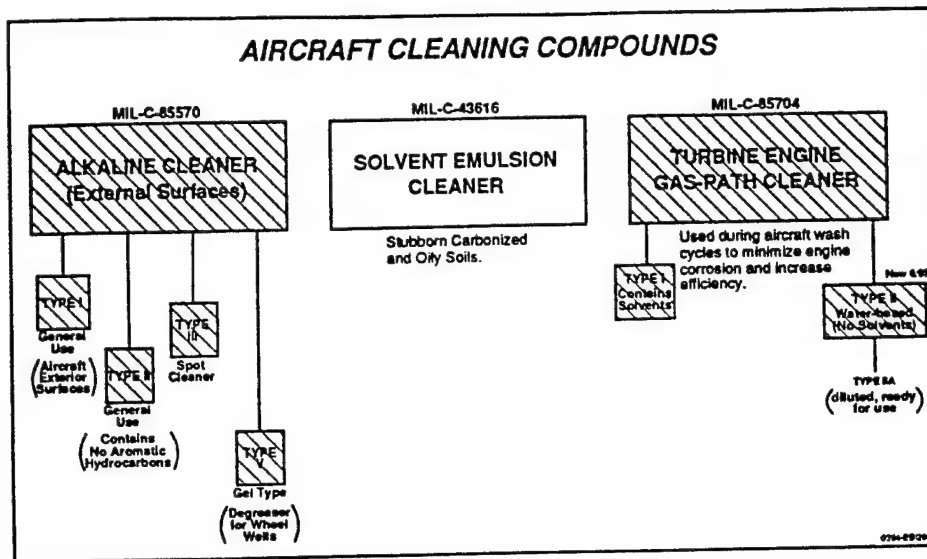 AIRCRAFT CLEANING COMPOUNDS
MIL-C-85570
ALKALINE CLEANER
(External Surfaces)
TYPE I
General
Use
(Aircraft
Exterior
Surfaces)
TYPE II
General
Use
(Contains
No Aromatic
Hydrocarbons)
TYPE
III
Spot
Cleaner
TYPE
V
Gel Type
(Degreaser
for Wheel
Wells)
MIL-C-43616
SOLVENT EMULSION
CLEANER
Stubborn Carbonized
and Oily Soils.
MIL-C-85704
TURBINE ENGINE
GAS-PATH CLEANER
Used during aircraft wash
cycles to minimize engine
corrosion and increase
efficiency.
TYPE I
Contains
Solvents
New
TYPE II
Water-based
(No Solvents)
TYPE IIA
(diluted, ready
for use)